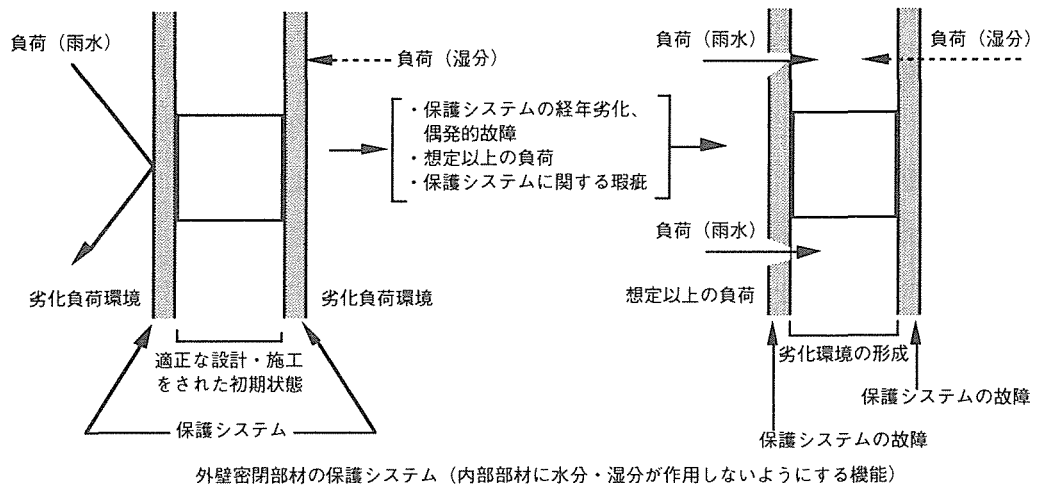 負荷（雨水）
負荷（湿分）
劣化負荷環境
劣化負荷環境
適正な設計・施工
をされた初期状態
保護システム
・保護システムの経年劣化、
偶発的故障
・想定以上の負荷
・保護システムに関する瑕疵
負荷（雨水）
負荷（湿分）
負荷（雨水）
想定以上の負荷
劣化環境の形成
保護システムの故障
保護システムの故障
外壁密閉部材の保護システム（内部部材に水分・湿分が作用しないようにする機能）